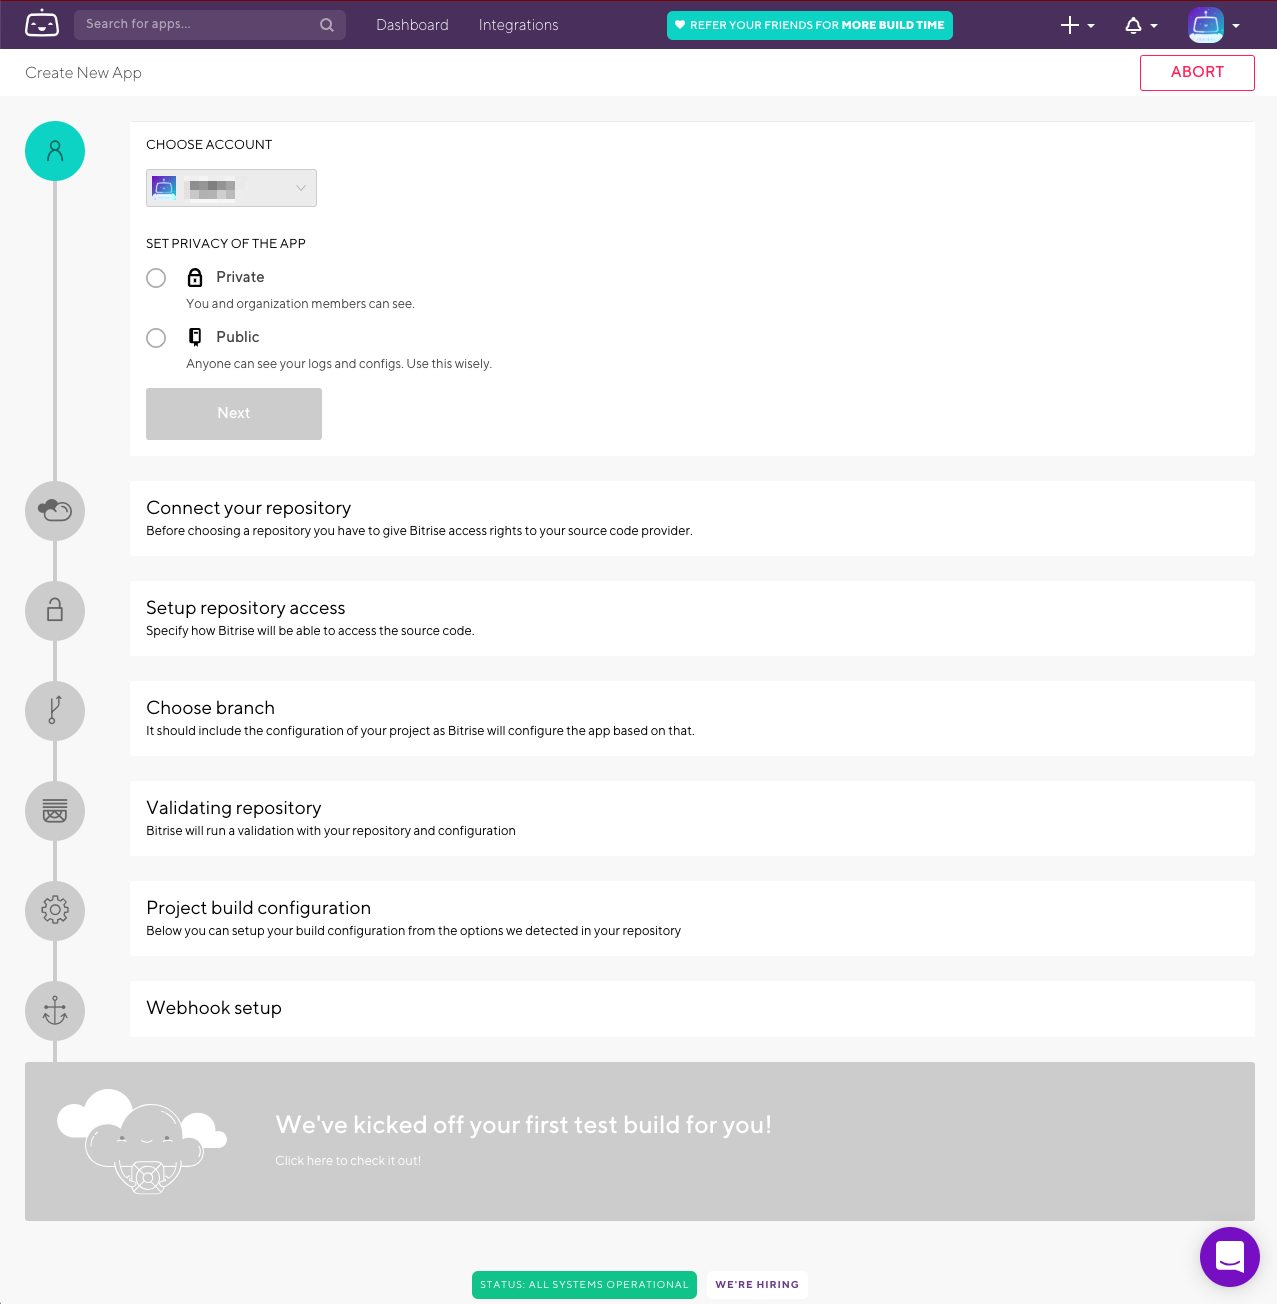 Search for apps...
Dashboard
Integrations
REFER YOUR FRIENDS FOR MORE BUILD TIME
Create New App
ABORT
CHOOSE ACCOUNT
SET PRIVACY OF THE APP
Private
You and organization members can see.
Public
Anyone can see your logs and configs. Use this wisely.
Next
Connect your repository
Before choosing a repository you have to give Bitrise access rights to your source code provider.
Setup repository access
Specify how Bitrise will be able to access the source code.
Choose branch
It should include the configuration of your project as Bitrise will configure the app based on that.
Validating repository
Bitrise will run a validation with your repository and configuration
Project build configuration
Below you can setup your build configuration from the options we detected in your repository
Webhook setup
We've kicked off your first test build for you!
Click here to check it out!
STATUS: ALL SYSTEMS OPERATIONAL
WE'RE HIRING